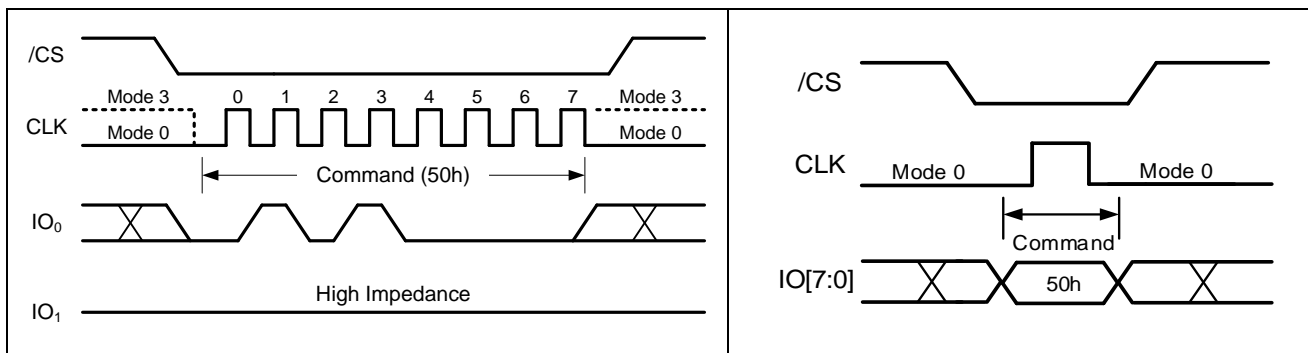 /CS
Mode 3 0 1 2 3 4 5 6 7 Mode 3
CLK Mode 0 Mode 0
Command (50h)
IO0
High Impedance
IO1
/CS
CLK Mode 0 Mode 0
Command
IO[7:0] 50h